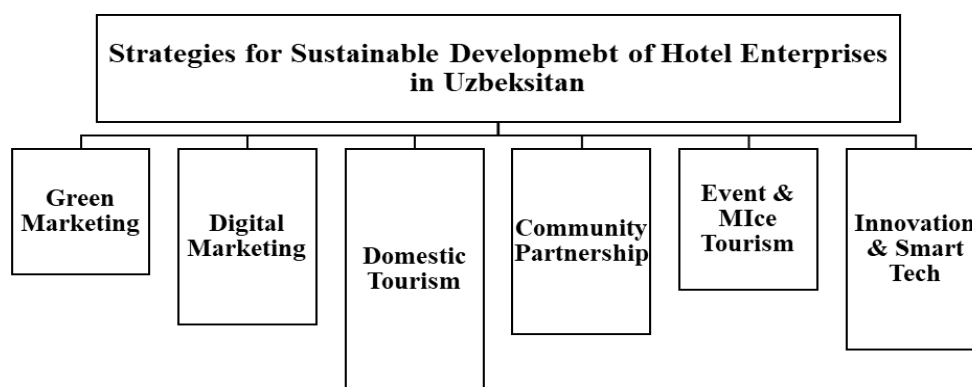 Strategies for Sustainable Developmebt of Hotel Enterprises
in Uzbeksitan
Green
Marketing
Digital
Marketing
Domestic
Tourism
Community
Partnership
Event &
MIce
Tourism
Innovation
& Smart
Tech